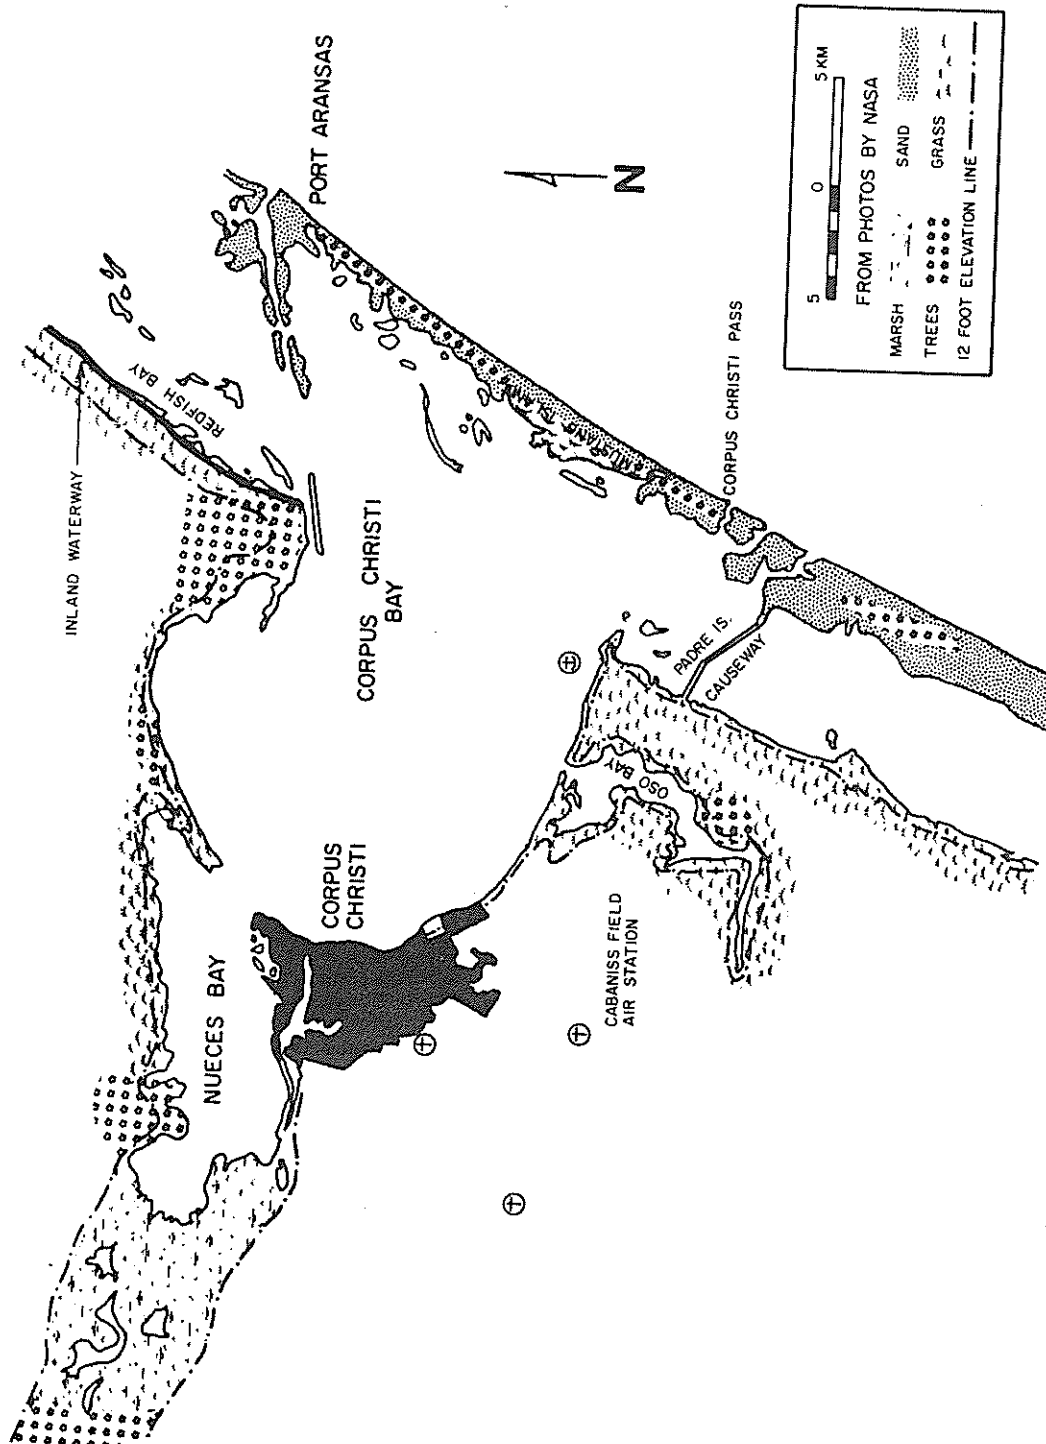 PORT ARANSAS
N
INLAND WATERWAY
REDFISH BAY
MUSTANG ISLAND
CORPUS CHRISTI
BAY
CORPUS CHRISTI PASS
PADRE IS.
CAUSEWAY
OSO BAY
CORPUS
CHRISTI
NUECES BAY
CABANISS FIELD
AIR STATION
5 0 5 KM
FROM PHOTOS BY NASA
MARSH SAND
TREES GRASS
12 FOOT ELEVATION LINE